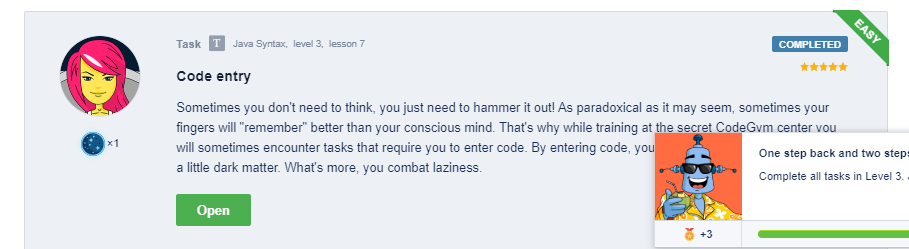 Task T Java Syntax, level 3, lesson 7
COMPLETED
EASY
Code entry
Sometimes you don't need to think, you just need to hammer it out! As paradoxical as it may seem, sometimes your
fingers will "remember" better than your conscious mind. That's why while training at the secret CodeGym center you
will sometimes encounter tasks that require you to enter code. By entering code, you
a little dark matter. What's more, you combat laziness.
×1
Open
One step back and two steps
Complete all tasks in Level 3.
+3